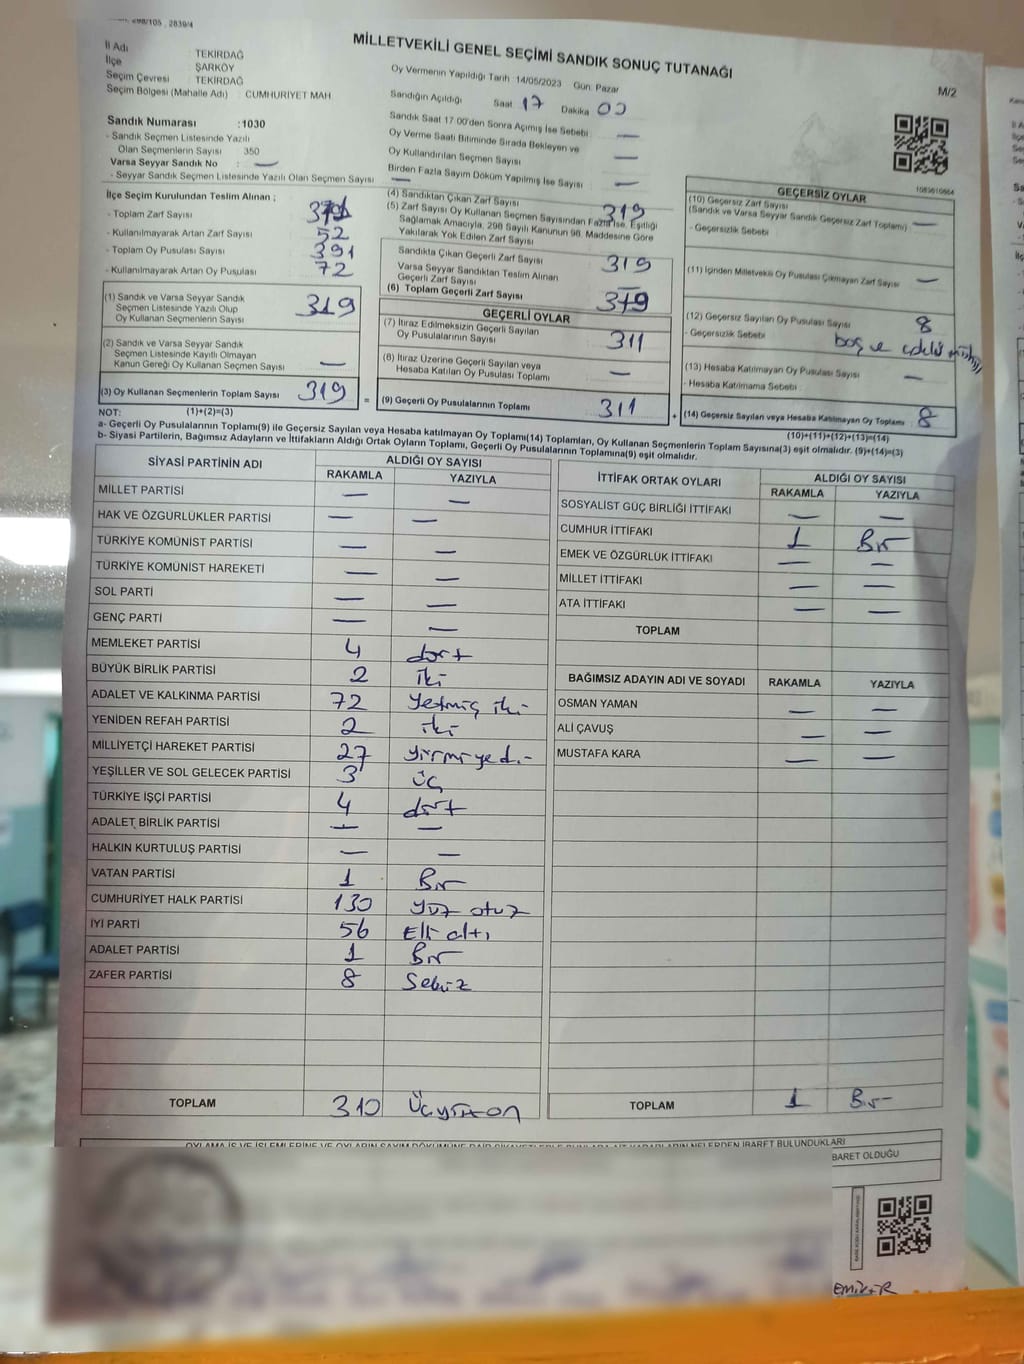 298/105 , 2839/4
MİLLETVEKİLİ GENEL SEÇİMİ SANDIK SONUÇ TUTANAĞI
M/2
İl Adı : TEKİRDAĞ
İlçe : ŞARKÖY
Seçim Çevresi : TEKİRDAĞ
Seçim Bölgesi (Mahalle Adı) : CUMHURİYET MAH.
Sandık Numarası :1030
- Sandık Seçmen Listesinde Yazılı
Olan Seçmenlerin Sayısı 350
Varsa Seyyar Sandık No : —
- Seyyar Sandık Seçmen Listesinde Yazılı Olan Seçmen Sayısı —
Oy Vermenin Yapıldığı Tarih :14/05/2023 Gün: Pazar
Sandığın Açıldığı Saat 17 Dakika 00
Sandık Saat 17:00'den Sonra Açımış İse Sebebi : —
Oy Verme Saati Bitiminde Sırada Bekleyen ve
Oy Kullandırılan Seçmen Sayısı —
Birden Fazla Sayım Döküm Yapılmış İse Sayısı —
İlçe Seçim Kurulundan Teslim Alınan ;
- Toplam Zarf Sayısı
- Kullanılmayarak Artan Zarf Sayısı 52
- Toplam Oy Pusulası Sayısı 391
- Kullanılmayarak Artan Oy Pusulası 72
(1) Sandık ve Varsa Seyyar Sandık
Seçmen Listesinde Yazılı Olup
Oy Kullanan Seçmenlerin Sayısı 319
(2) Sandık ve Varsa Seyyar Sandık
Seçmen Listesinde Kayıtlı Olmayan
Kanun Gereği Oy Kullanan Seçmen Sayısı —
(3) Oy Kullanan Seçmenlerin Toplam Sayısı 319 =
(4) Sandıktan Çıkan Zarf Sayısı 319
(5) Zarf Sayısı Oy Kullanan Seçmen Sayısından Fazla İse, Eşitliği
Sağlamak Amacıyla, 298 Sayılı Kanunun 98. Maddesine Göre
Yakılarak Yok Edilen Zarf Sayısı
Sandıkta Çıkan Geçerli Zarf Sayısı 319
Varsa Seyyar Sandıktan Teslim Alınan
Geçerli Zarf Sayısı —
(6) Toplam Geçerli Zarf Sayısı 319
GEÇERLİ OYLAR
(7) İtiraz Edilmeksizin Geçerli Sayılan
Oy Pusulalarının Sayısı 311
(8) İtiraz Üzerine Geçerli Sayılan veya
Hesaba Katılan Oy Pusulası Toplamı —
(9) Geçerli Oy Pusulalarının Toplamı 311 +
GEÇERSİZ OYLAR
(10) Geçersiz Zarf Sayısı
(Sandık ve Varsa Seyyar Sandık Geçersiz Zarf Toplamı) —
- Geçersizlik Sebebi
(11) İçinden Milletvekili Oy Pusulası Çıkmayan Zarf Sayısı —
(12) Geçersiz Sayılan Oy Pusulası Sayısı 8
- Geçersizlik Sebebi boş ve
(13) Hesaba Katılmayan Oy Pusulası Sayısı —
- Hesaba Katılmama Sebebi
(14) Geçersiz Sayılan veya Hesaba Katılmayan Oy Toplamı 8
NOT: (1)+(2)=(3) (10)+(11)+(12)+(13)=(14)
a- Geçerli Oy Pusulalarının Toplamı(9) ile Geçersiz Sayılan veya Hesaba katılmayan Oy Toplamı(14) Toplamları, Oy Kullanan Seçmenlerin Toplam Sayısına(3) eşit olmalıdır. (9)+(14)=(3)
b- Siyasi Partilerin, Bağımsız Adayların ve İttifakların Aldığı Ortak Oyların Toplamı, Geçerli Oy Pusulalarının Toplamına(9) eşit olmalıdır.
SİYASİ PARTİNİN ADI ALDIĞI OY SAYISI
RAKAMLA YAZIYLA
MİLLET PARTİSİ — —
HAK VE ÖZGÜRLÜKLER PARTİSİ — —
TÜRKİYE KOMÜNİST PARTİSİ — —
TÜRKİYE KOMÜNİST HAREKETİ — —
SOL PARTİ — —
GENÇ PARTİ — —
MEMLEKET PARTİSİ 4 dört
BÜYÜK BİRLİK PARTİSİ 2 iki
ADALET VE KALKINMA PARTİSİ 72 Yetmiş iki
YENİDEN REFAH PARTİSİ 2 iki
MİLLİYETÇİ HAREKET PARTİSİ 27 yirmi yedi
YEŞİLLER VE SOL GELECEK PARTİSİ 3 üç
TÜRKİYE İŞÇİ PARTİSİ 4 dört
ADALET BİRLİK PARTİSİ — —
HALKIN KURTULUŞ PARTİSİ — —
VATAN PARTİSİ 1 Bir
CUMHURİYET HALK PARTİSİ 130 Yüz otuz
İYİ PARTİ 56 Elli altı
ADALET PARTİSİ 1 Bir
ZAFER PARTİSİ 8 Sekiz
TOPLAM 310 Üçyüzon
İTTİFAK ORTAK OYLARI ALDIĞI OY SAYISI
RAKAMLA YAZIYLA
SOSYALİST GÜÇ BİRLİĞİ İTTİFAKI — —
CUMHUR İTTİFAKI 1 Bir
EMEK VE ÖZGÜRLÜK İTTİFAKI — —
MİLLET İTTİFAKI — —
ATA İTTİFAKI — —
TOPLAM
BAĞIMSIZ ADAYIN ADI VE SOYADI RAKAMLA YAZIYLA
OSMAN YAMAN — —
ALİ ÇAVUŞ — —
MUSTAFA KARA — —
TOPLAM 1 Bir
BARET OLDUĞU